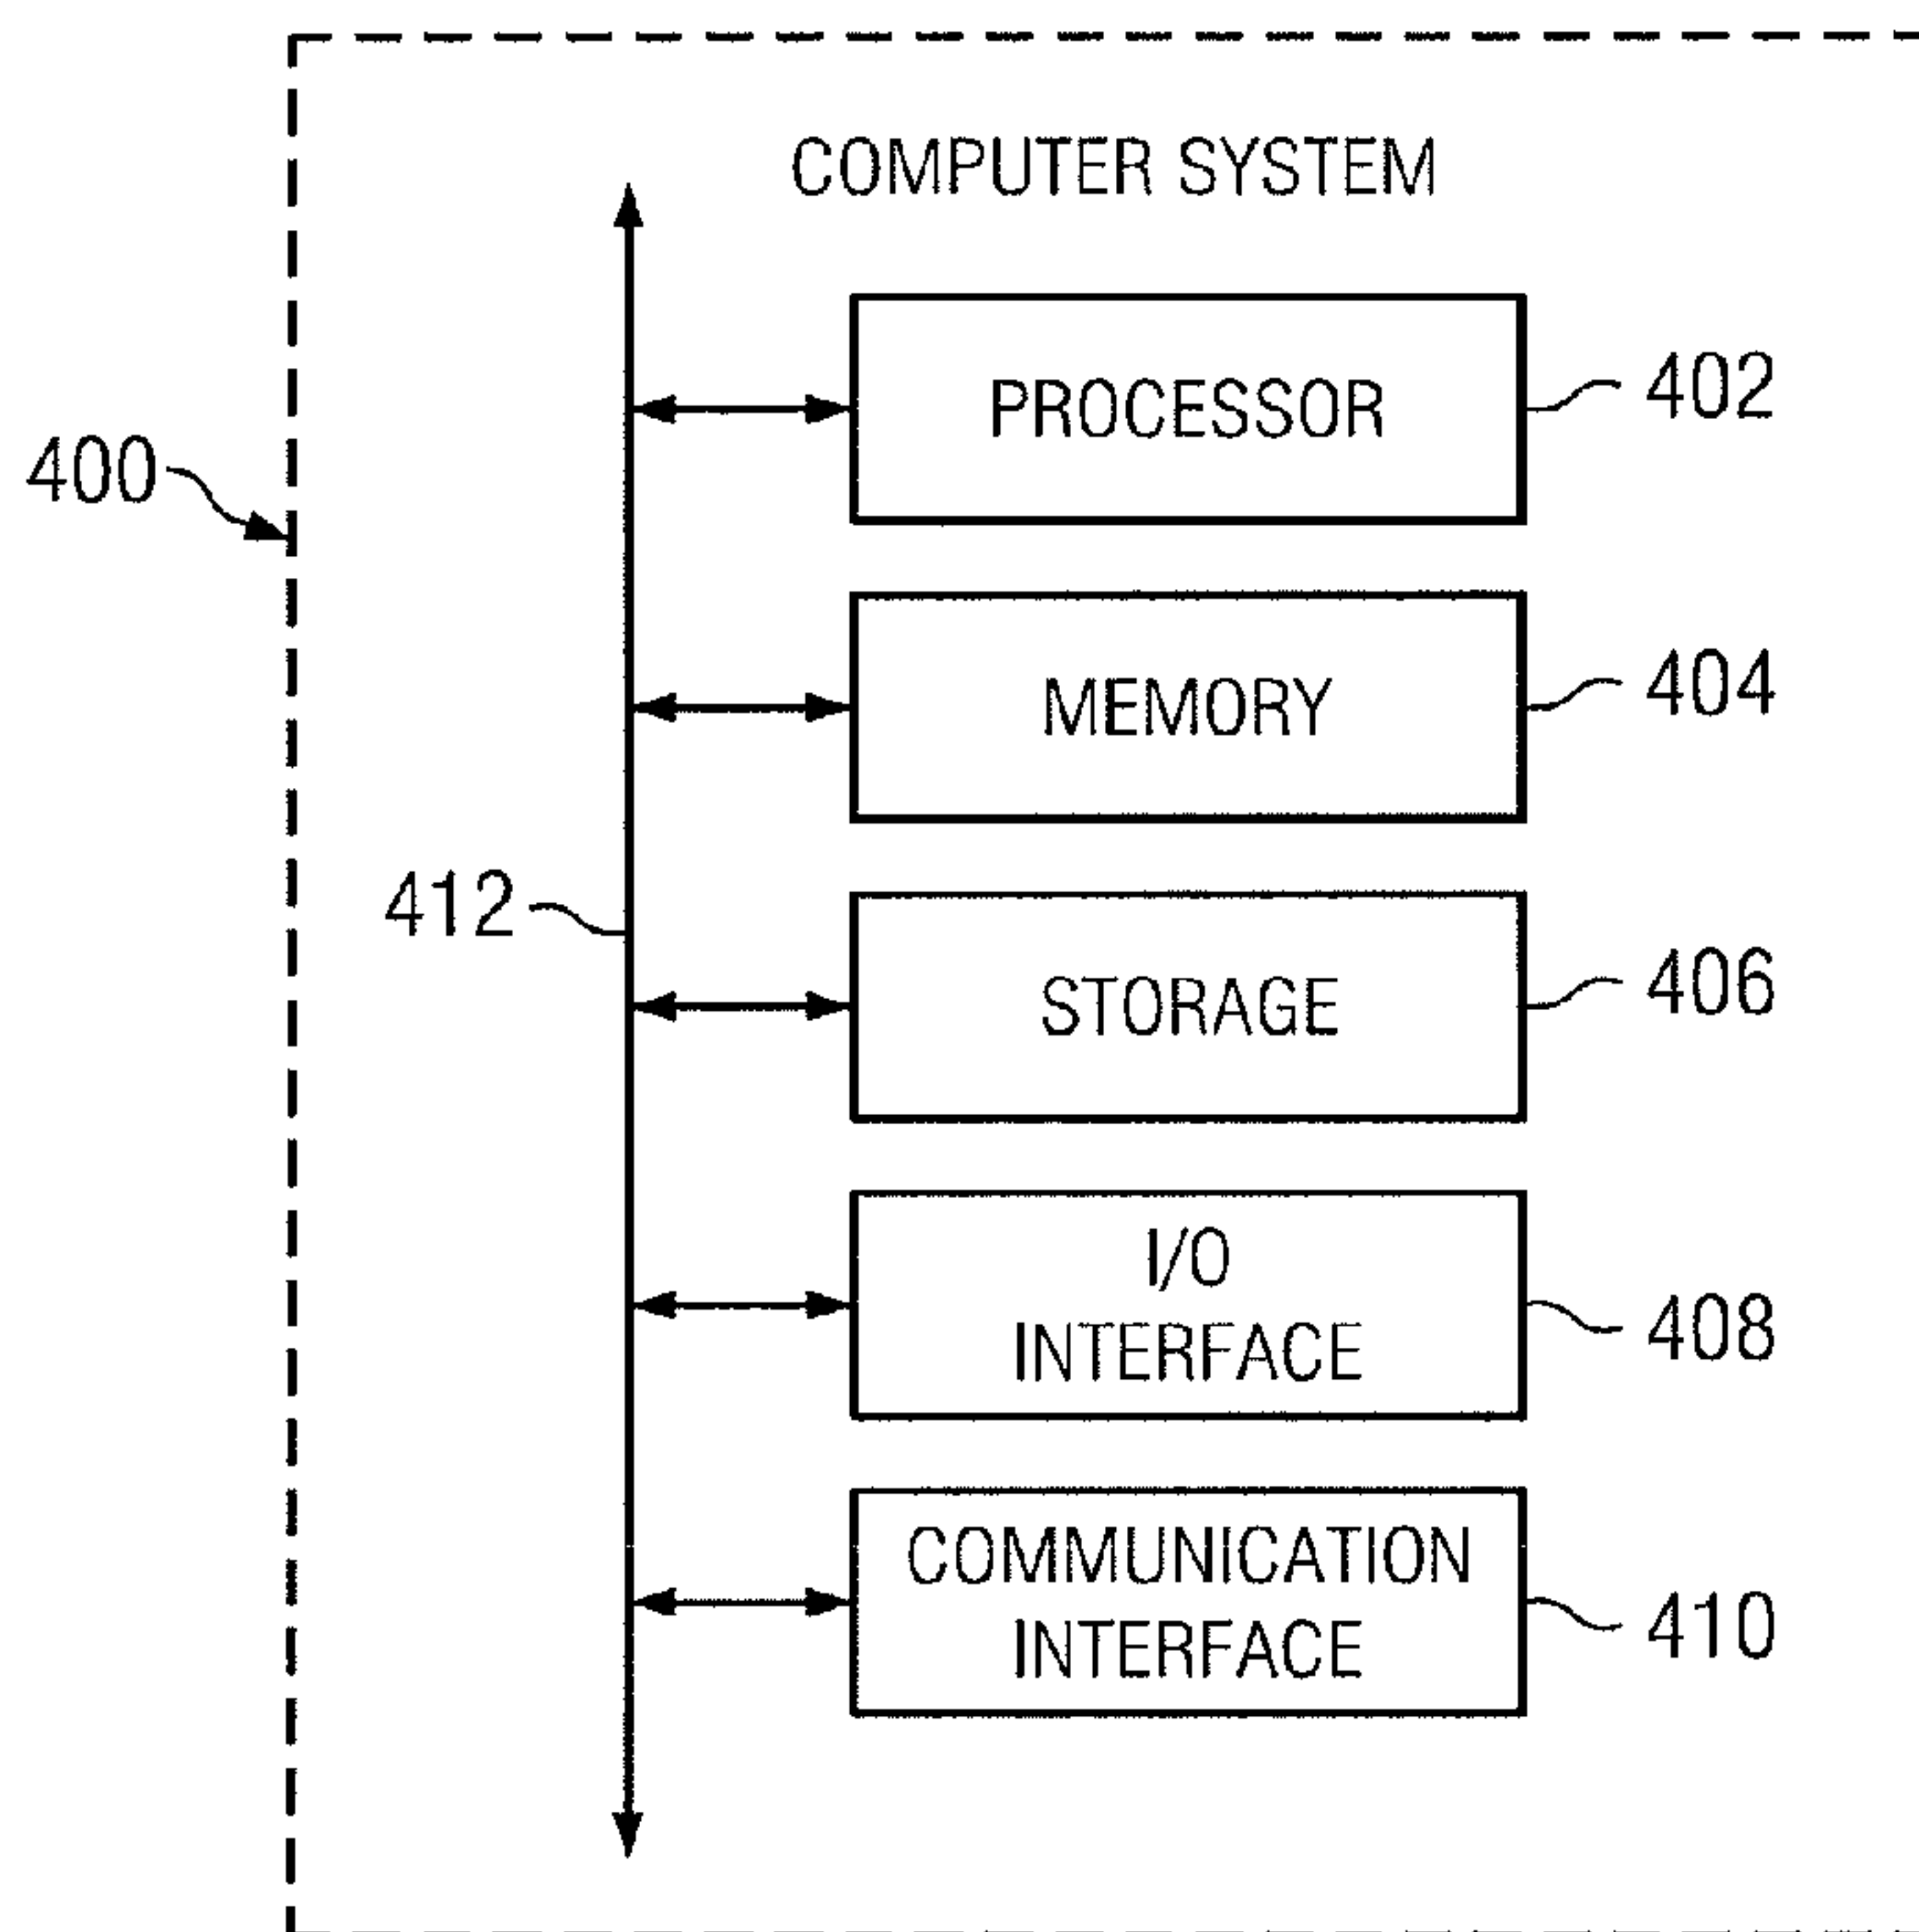 COMPUTER SYSTEM
PROCESSOR
402
400
MEMORY
404
412
STORAGE
406
I/O
INTERFACE
408
COMMUNICATION
INTERFACE
410